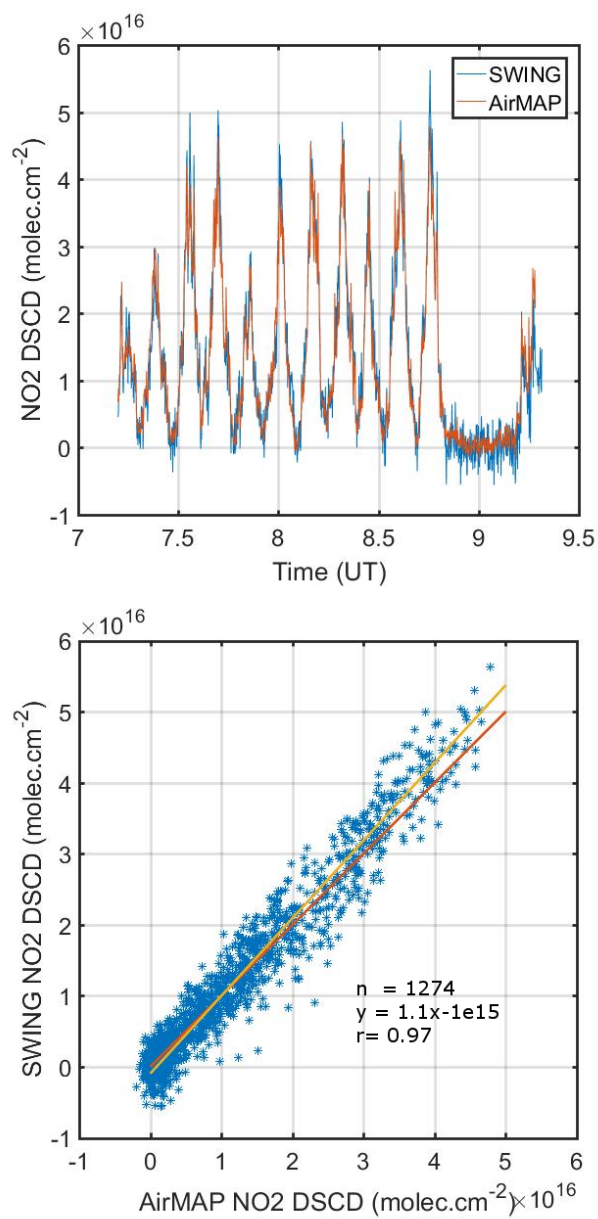 ×10^16
6
5
4
3
2
1
0
-1
NO2 DSCD (molec.cm^-2)
SWING
AirMAP
7 7.5 8 8.5 9 9.5
Time (UT)
×10^16
6
5
4
3
2
1
0
-1
SWING NO2 DSCD (molec.cm^-2)
n = 1274
y = 1.1x-1e15
r= 0.97
-1 0 1 2 3 4 5 6
AirMAP NO2 DSCD (molec.cm^-2) ×10^16